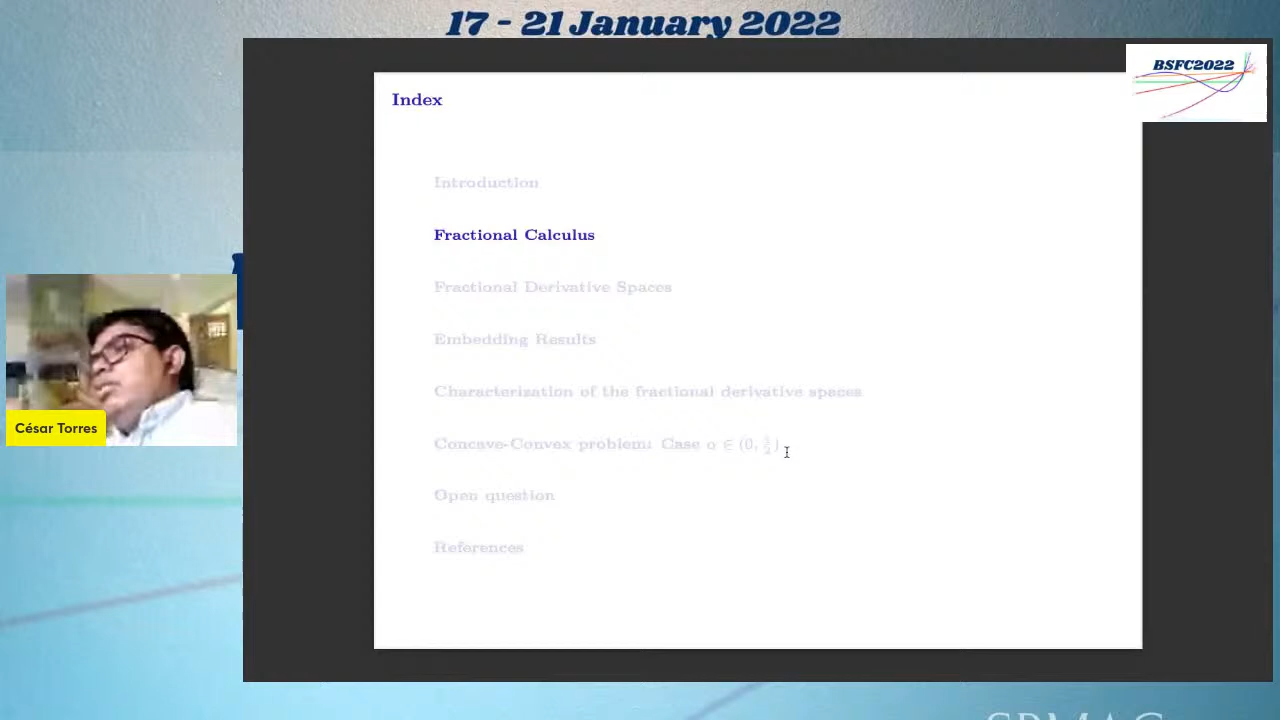 17 - 21 January 2022
BSFC2022
Index
Introduction
Fractional Calculus
Fractional Derivative Spaces
Embedding Results
Characterization of the fractional derivative spaces
Concave-Convex problem: Case α ∈ (0,
Open question
References
César Torres